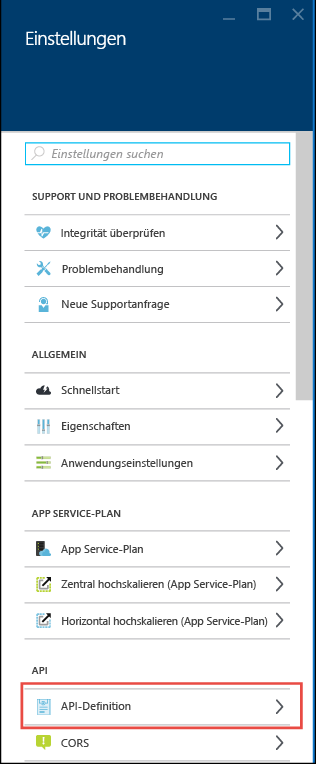 Einstellungen
Einstellungen suchen
SUPPORT UND PROBLEMBEHANDLUNG
Integrität überprüfen
Problembehandlung
Neue Supportanfrage
ALLGEMEIN
Schnellstart
Eigenschaften
Anwendungseinstellungen
APP SERVICE-PLAN
App Service-Plan
Zentral hochskalieren (App Service-Plan)
Horizontal hochskalieren (App Service-Plan)
API
API-Definition
CORS